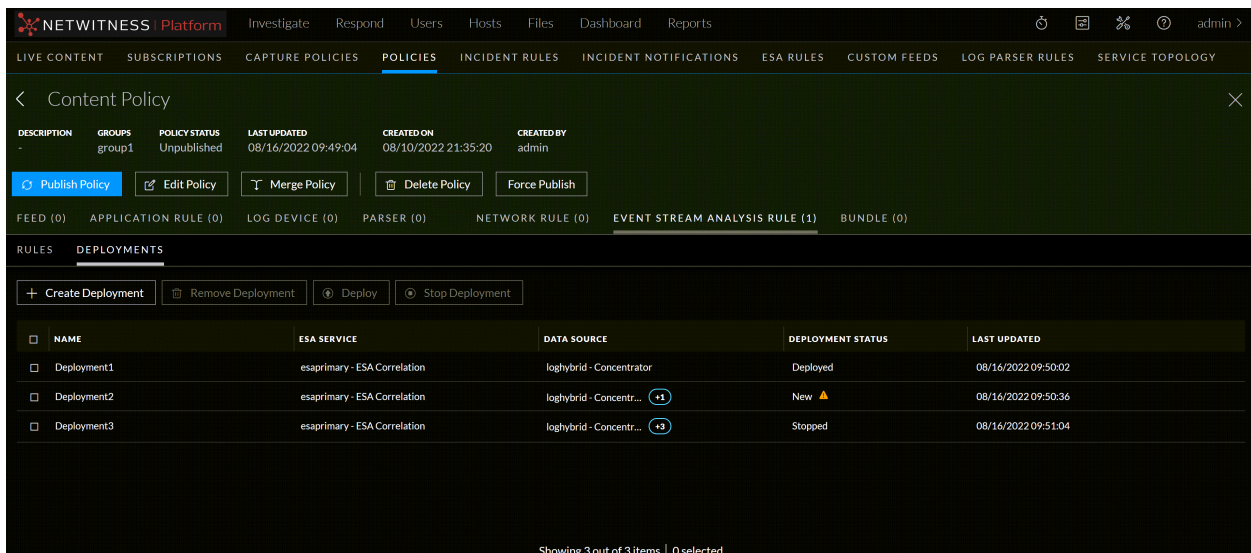 NETWITNESS | Platform Investigate Respond Users Hosts Files Dashboard Reports admin >
LIVE CONTENT SUBSCRIPTIONS CAPTURE POLICIES POLICIES INCIDENT RULES INCIDENT NOTIFICATIONS ESA RULES CUSTOM FEEDS LOG PARSER RULES SERVICE TOPOLOGY
Content Policy
DESCRIPTION GROUPS POLICY STATUS LAST UPDATED CREATED ON CREATED BY
- group1 Unpublished 08/16/2022 09:49:04 08/10/2022 21:35:20 admin
Publish Policy Edit Policy Merge Policy Delete Policy Force Publish
FEED (0) APPLICATION RULE (0) LOG DEVICE (0) PARSER (0) NETWORK RULE (0) EVENT STREAM ANALYSIS RULE (1) BUNDLE (0)
RULES DEPLOYMENTS
+ Create Deployment Remove Deployment Deploy Stop Deployment
NAME ESA SERVICE DATA SOURCE DEPLOYMENT STATUS LAST UPDATED
Deployment1 esaprimary - ESA Correlation loghybrid - Concentrator Deployed 08/16/2022 09:50:02
Deployment2 esaprimary - ESA Correlation loghybrid - Concentr... +1 New 08/16/2022 09:50:36
Deployment3 esaprimary - ESA Correlation loghybrid - Concentr... +3 Stopped 08/16/2022 09:51:04
Showing 3 out of 3 items | 0 selected